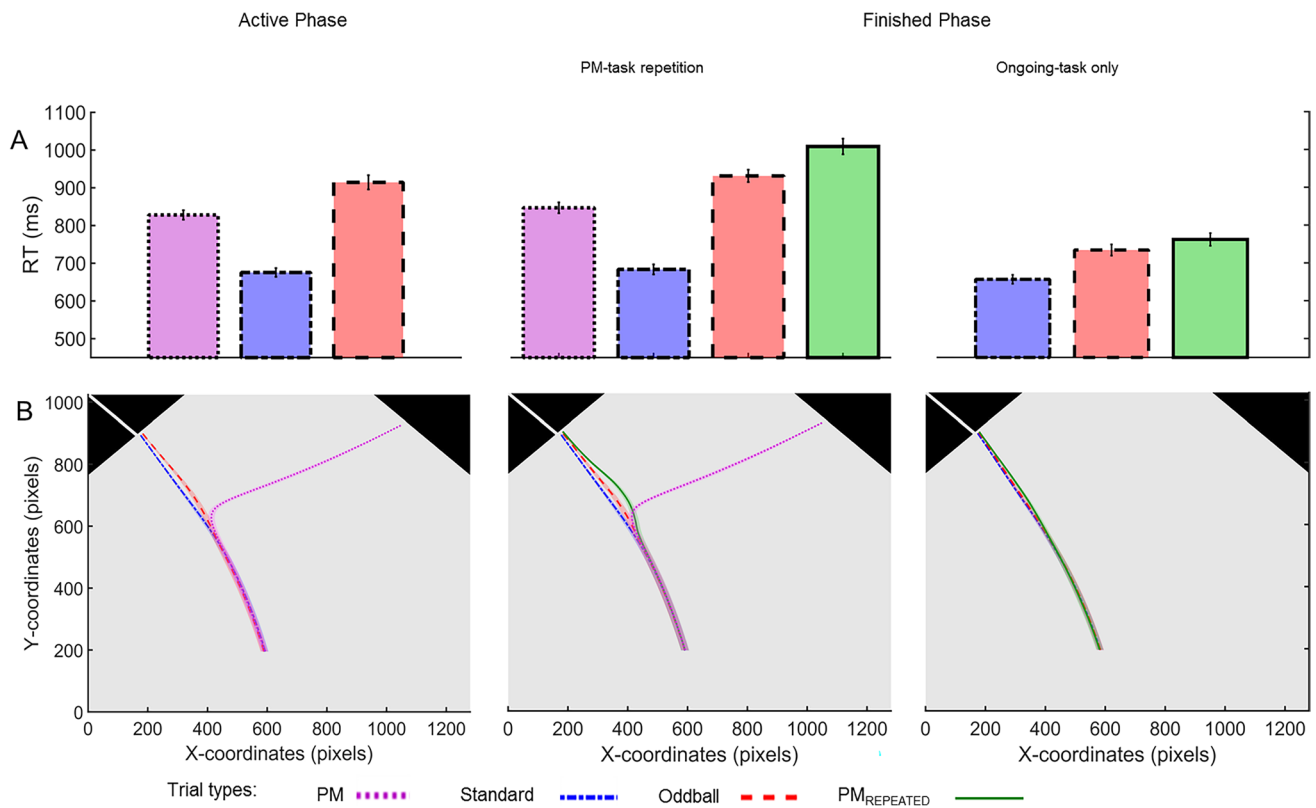 Active Phase
Finished Phase
PM-task repetition
Ongoing-task only
A
RT (ms)
1100
1000
900
800
700
600
500
B
Y-coordinates (pixels)
1000
800
600
400
200
0
0 200 400 600 800 1000 1200
0 200 400 600 800 1000 1200
0 200 400 600 800 1000 1200
X-coordinates (pixels)
X-coordinates (pixels)
X-coordinates (pixels)
Trial types: PM Standard Oddball PM REPEATED